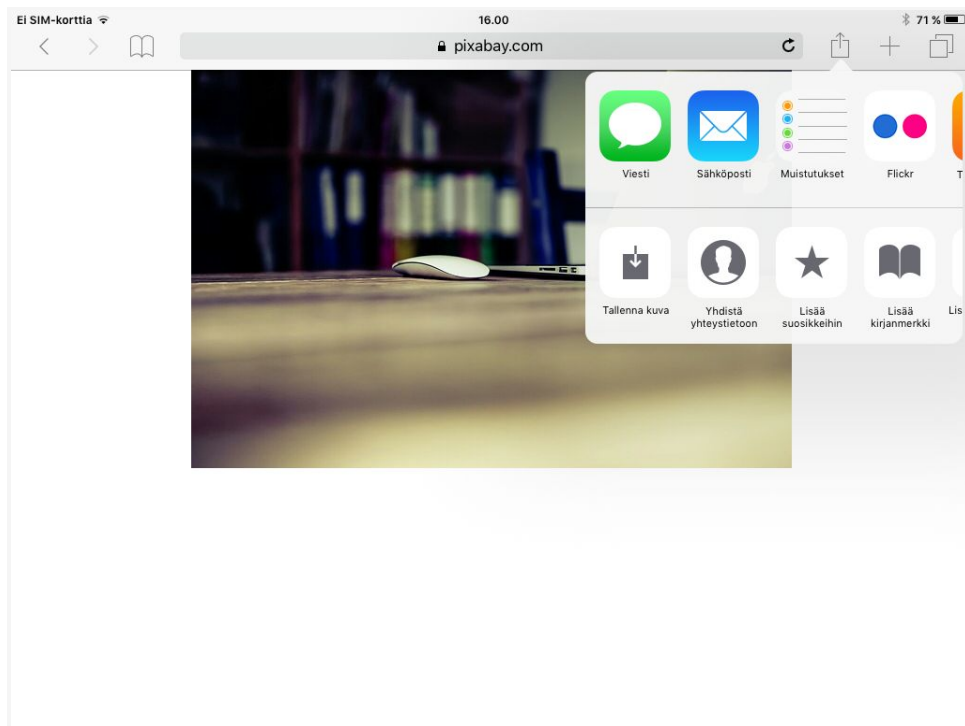 Ei SIM-korttia
16.00
71 %
pixabay.com
Viesti
Sähköposti
Muistutukset
Flickr
T
Tallenna kuva
Yhdistä
yhteystietoon
Lisää
suosikkeihin
Lisää
kirjanmerkki
Lis